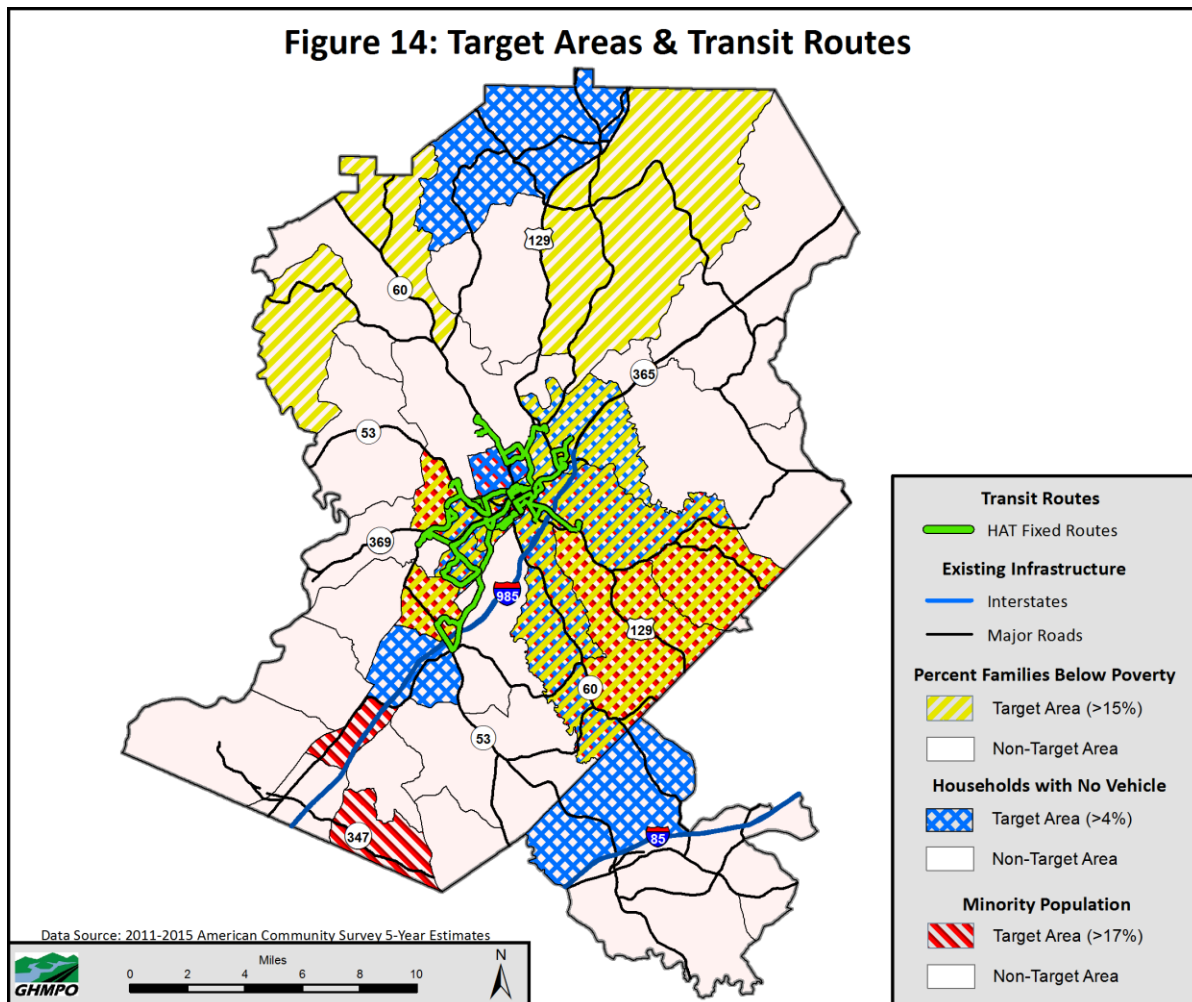 Figure 14: Target Areas & Transit Routes
129
60
365
53
369
985
129
60
53
347
85
Transit Routes
HAT Fixed Routes
Existing Infrastructure
Interstates
Major Roads
Percent Families Below Poverty
Target Area (>15%)
Non-Target Area
Households with No Vehicle
Target Area (>4%)
Non-Target Area
Minority Population
Target Area (>17%)
Non-Target Area
Data Source: 2011-2015 American Community Survey 5-Year Estimates
GHMPO
Miles
0 2 4 6 8 10
N